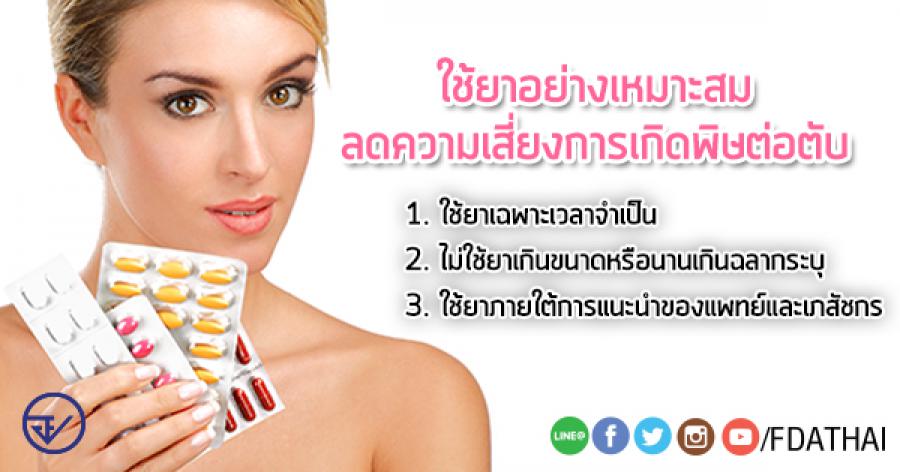 ใช้ยาอย่างเหมาะสม
ลดความเสี่ยงการเกิดพิษต่อตับ
1. ใช้ยาเฉพาะเวลาจำเป็น
2. ไม่ใช้ยาเกินขนาดหรือนานเกินฉลากระบุ
3. ใช้ยาภายใต้การแนะนำของแพทย์และเภสัชกร
LINE@ /FDATHAI